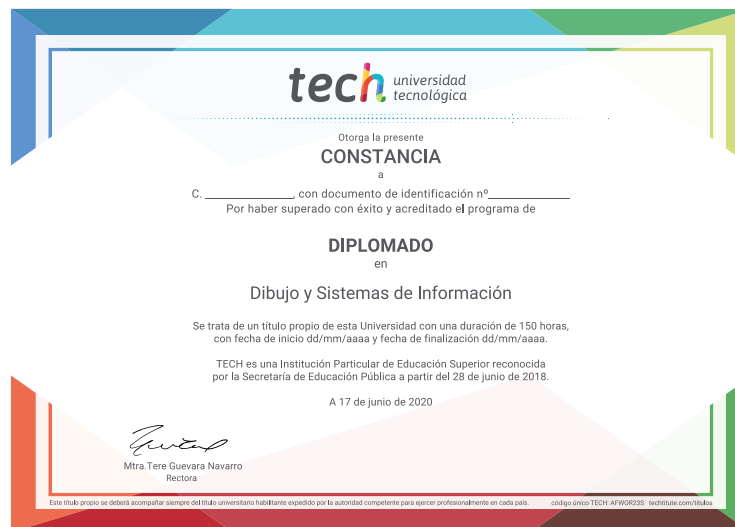 tech universidad
tecnológica
Otorga la presente
CONSTANCIA
a
C. ______________, con documento de identificación nº______________
Por haber superado con éxito y acreditado el programa de
DIPLOMADO
en
Dibujo y Sistemas de Información
Se trata de un título propio de esta Universidad con una duración de 150 horas,
con fecha de inicio dd/mm/aaaa y fecha de finalización dd/mm/aaaa.
TECH es una Institución Particular de Educación Superior reconocida
por la Secretaría de Educación Pública a partir del 28 de junio de 2018.
A 17 de junio de 2020
Mtra.Tere Guevara Navarro
Rectora
Este título propio se deberá acompañar siempre del título universitario habilitante expedido por la autoridad competente para ejercer profesionalmente en cada país. código único TECH: AFWOR23S techtitute.com/titulos